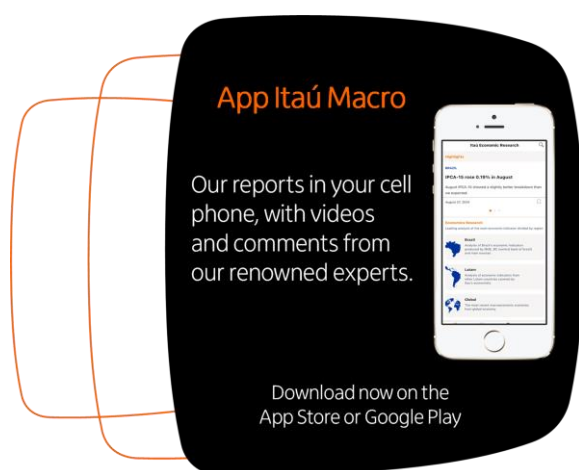 App Itaú Macro
Our reports in your cell
phone, with videos
and comments from
our renowned experts.
Itaú Economic Research
Highlights
BRAZIL
IPCA-15 rose 0.19% in August
Economic Research
Brazil
Latam
Global
Download now on the
App Store or Google Play